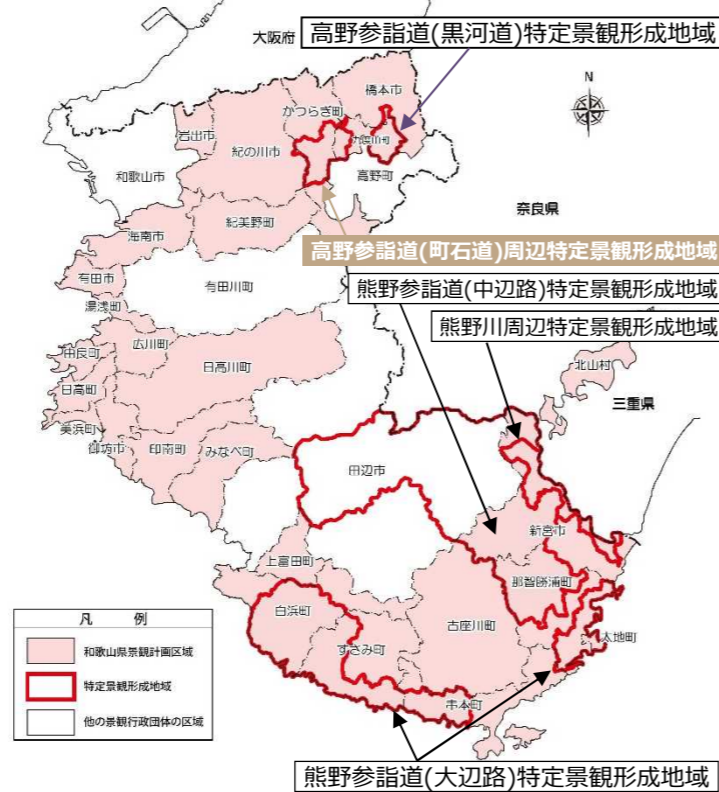 大阪府
高野参詣道(黒河道)特定景観形成地域
橋本市
N
かつらぎ町
岩出市
九度山町
紀の川市
和歌山市
高野町
奈良県
紀美野町
海南市
高野参詣道(町石道)周辺特定景観形成地域
有田市
有田川町
熊野参詣道(中辺路)特定景観形成地域
湯浅町
熊野川周辺特定景観形成地域
広川町
由良町
日高川町
北山村
日高町
三重県
美浜町
御坊市
印南町
みなべ町
田辺市
新宮市
上富田町
那智勝浦町
白浜町
古座川町
太地町
すさみ町
串本町
凡 例
和歌山県景観計画区域
特定景観形成地域
他の景観行政団体の区域
熊野参詣道(大辺路)特定景観形成地域